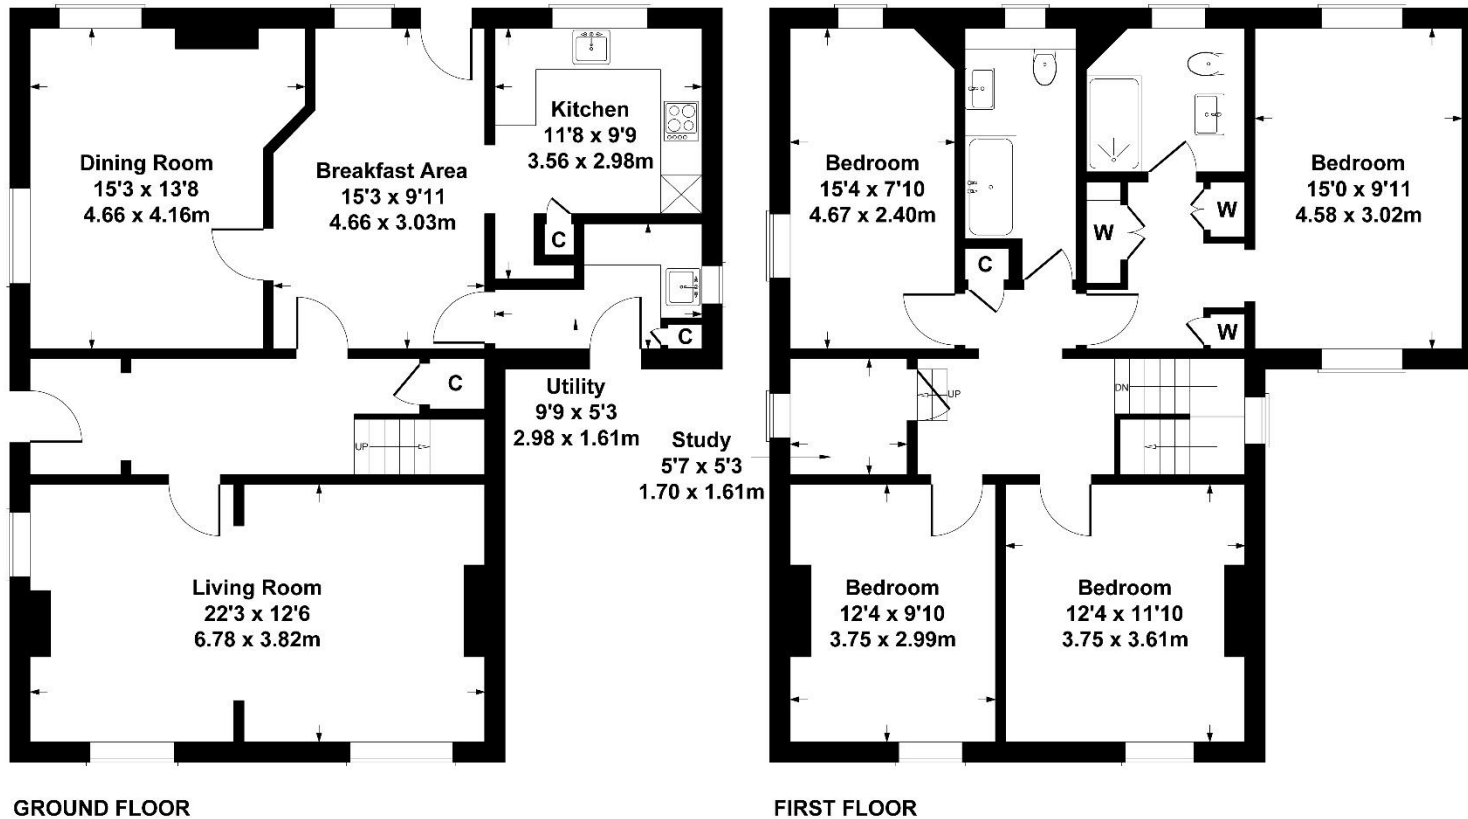 Dining Room
15'3 x 13'8
4.66 x 4.16m
Breakfast Area
15'3 x 9'11
4.66 x 3.03m
Kitchen
11'8 x 9'9
3.56 x 2.98m
C
C
C
UP
Utility
9'9 x 5'3
2.98 x 1.61m
Living Room
22'3 x 12'6
6.78 x 3.82m
GROUND FLOOR
Bedroom
15'4 x 7'10
4.67 x 2.40m
Bedroom
15'0 x 9'11
4.58 x 3.02m
W
W
C
W
UP
DN
Study
5'7 x 5'3
1.70 x 1.61m
Bedroom
12'4 x 9'10
3.75 x 2.99m
Bedroom
12'4 x 11'10
3.75 x 3.61m
FIRST FLOOR